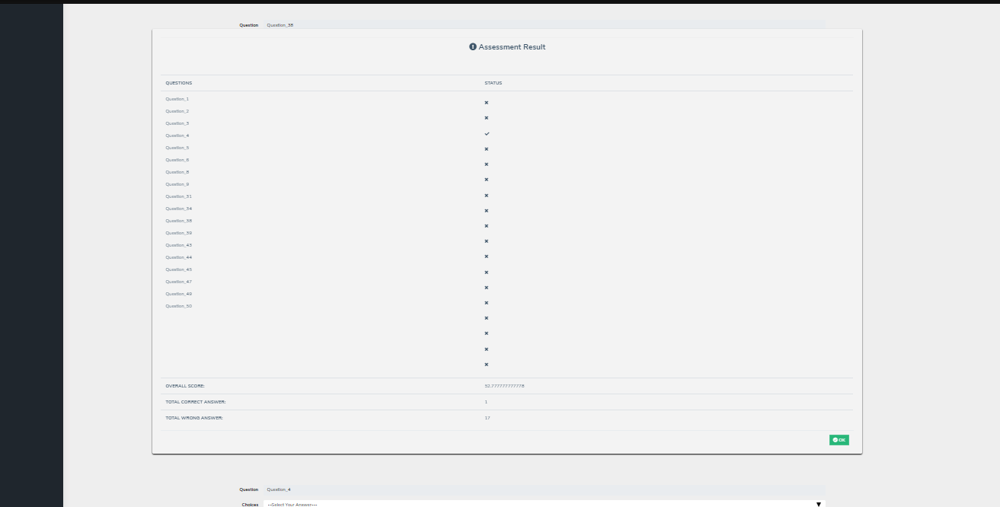 Question Question_38
Assessment Result
QUESTIONS STATUS
Question_1
Question_2
Question_3
Question_4
Question_5
Question_6
Question_8
Question_9
Question_31
Question_34
Question_38
Question_39
Question_43
Question_44
Question_45
Question_47
Question_49
Question_50
OVERALL SCORE: 52.777777777778
TOTAL CORRECT ANSWER: 1
TOTAL WRONG ANSWER: 17
OK
Question Question_4
Choices --Select Your Answer---